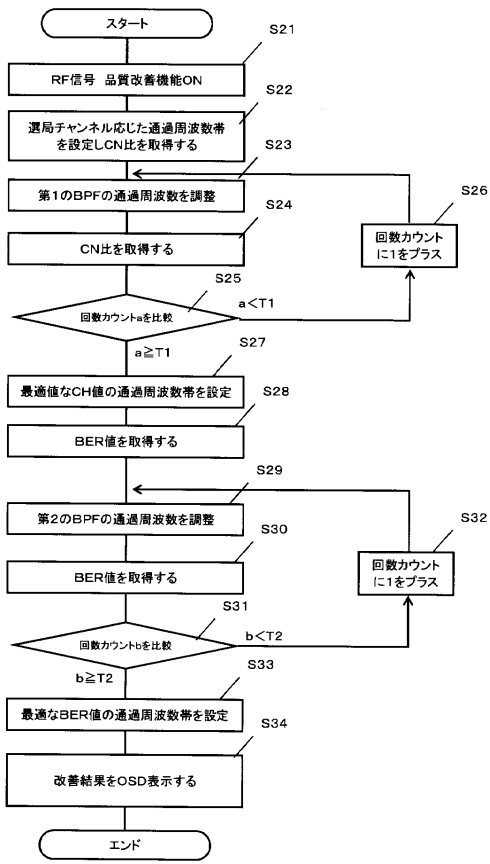 スタート
S21
RF信号 品質改善機能ON
S22
選局チャンネル応じた通過周波数帯
を設定しCN比を取得する
S23
第1のBPFの通過周波数を調整
S24
CN比を取得する
S25
回数カウントaを比較
a<T1
S26
回数カウント
に1をプラス
a≧T1
S27
最適値なCH値の通過周波数帯を設定
S28
BER値を取得する
S29
第2のBPFの通過周波数を調整
S30
BER値を取得する
S31
回数カウントbを比較
b<T2
S32
回数カウント
に1をプラス
b≧T2
S33
最適なBER値の通過周波数帯を設定
S34
改善結果をOSD表示する
エンド